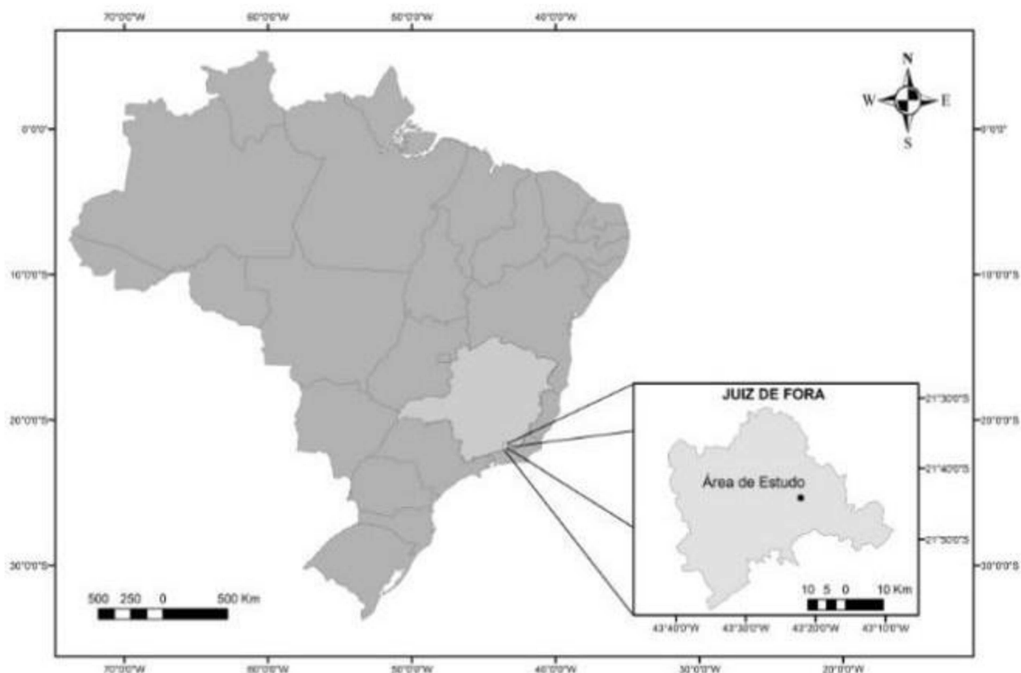 70°0'0"W 60°0'0"W 50°0'0"W 40°0'0"W
N
W E
S
0°0'0" 0°0'0"
10°0'0"S 10°0'0"S
JUIZ DE FORA
21°30'0"S
20°0'0"S 20°0'0"S
21°40'0"S
Área de Estudo
21°50'0"S
30°0'0"S 30°0'0"S
10 5 0 10 Km
500 250 0 500 Km
43°40'0"W 43°30'0"W 43°20'0"W 43°10'0"W
70°0'0"W 60°0'0"W 50°0'0"W 40°0'0"W 30°0'0"W 20°0'0"W